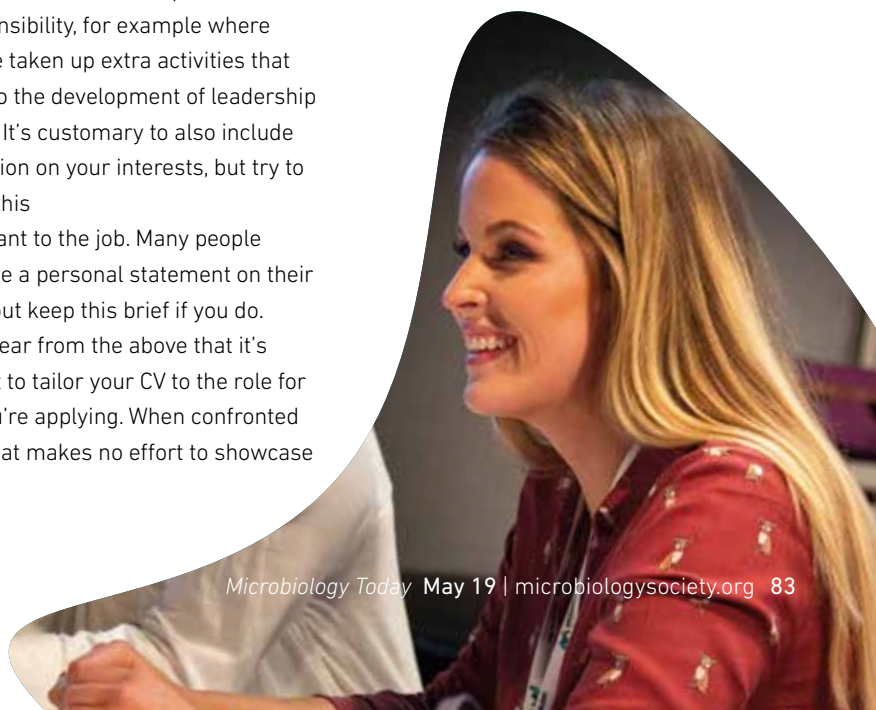 nsibility, for example where
taken up extra activities that
the development of leadership
It's customary to also include
ion on your interests, but try to
this
ant to the job. Many people
e a personal statement on their
ut keep this brief if you do.
ear from the above that it's
to tailor your CV to the role for
u're applying. When confronted
at makes no effort to showcase
Microbiology Today May 19 | microbiologysociety.org 83